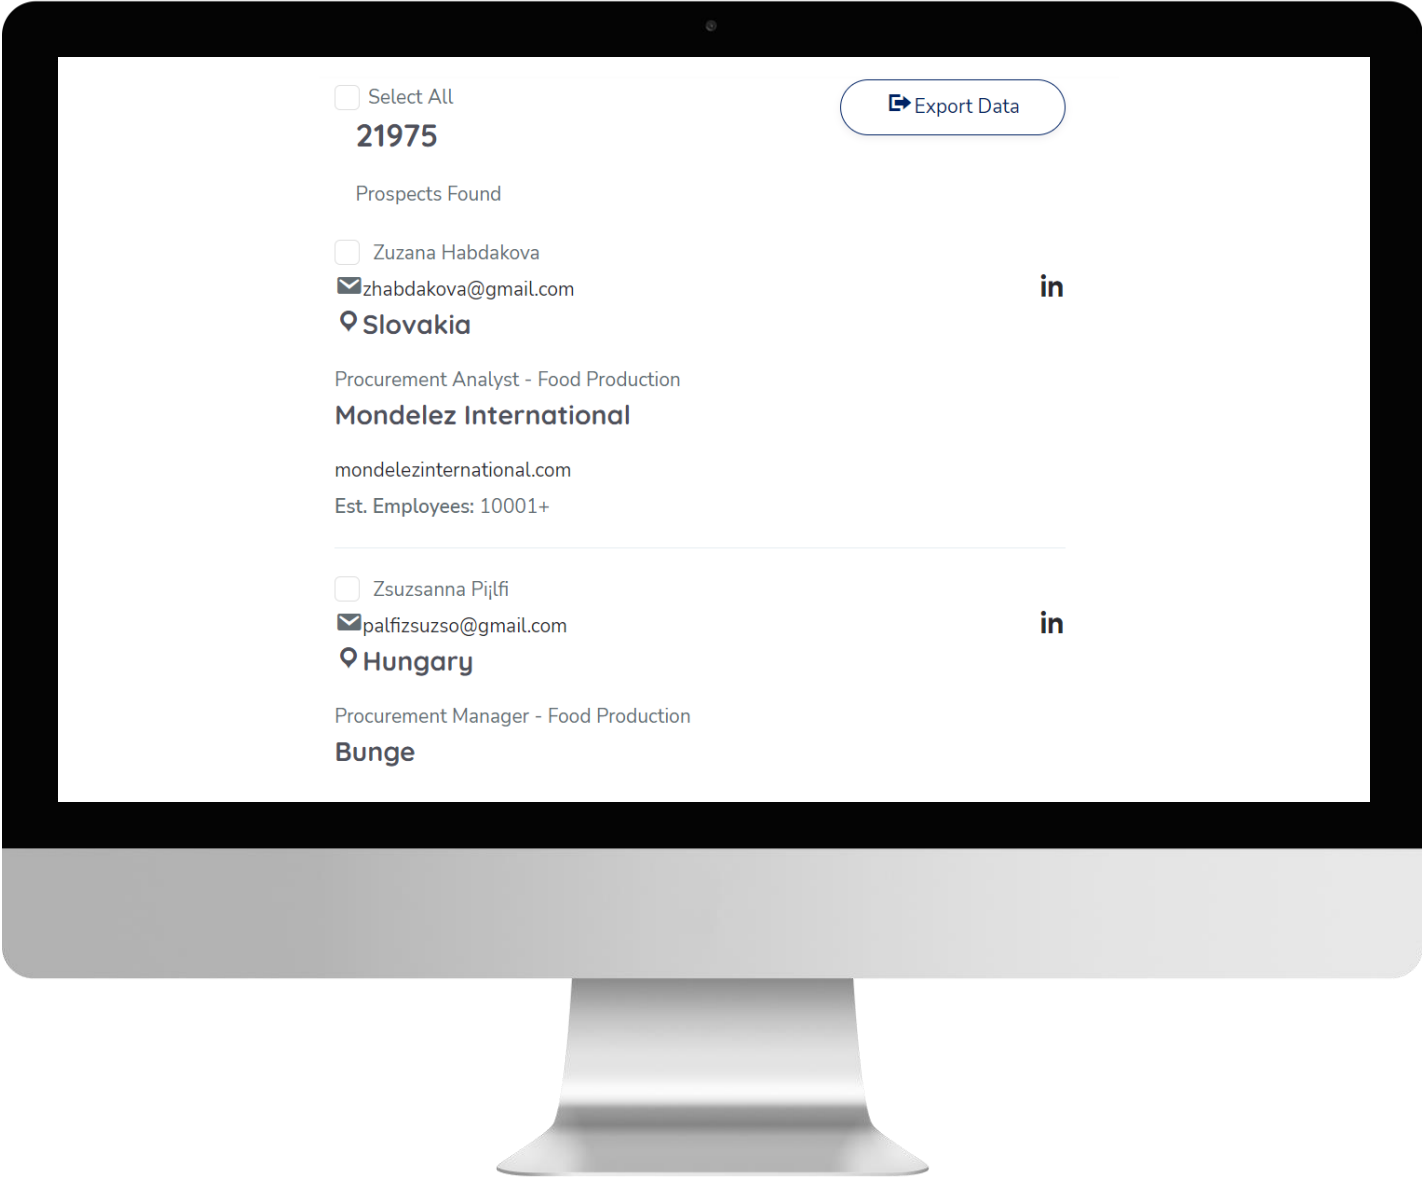 Select All
Export Data
21975
Prospects Found
Zuzana Habdakova
zhabdakova@gmail.com
in
Slovakia
Procurement Analyst - Food Production
Mondelez International
mondelezinternational.com
Est. Employees: 10001+
Zsuzsanna Pi¡lfi
palfizsuzso@gmail.com
in
Hungary
Procurement Manager - Food Production
Bunge